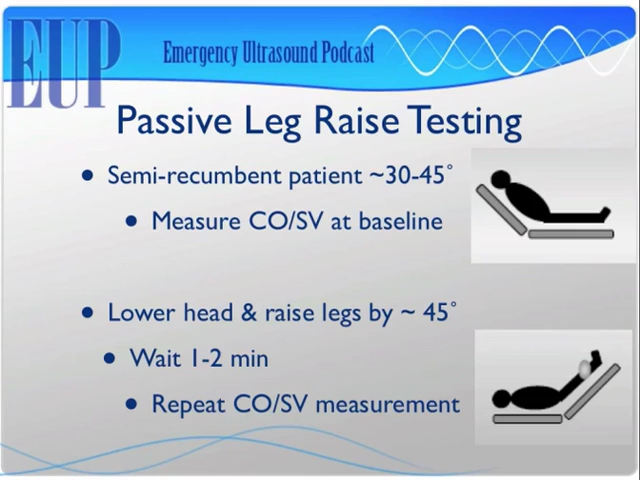 EUP
Emergency Ultrasound Podcast
Passive Leg Raise Testing
• Semi-recumbent patient ~30-45˚
• Measure CO/SV at baseline
• Lower head & raise legs by ~ 45˚
• Wait 1-2 min
• Repeat CO/SV measurement